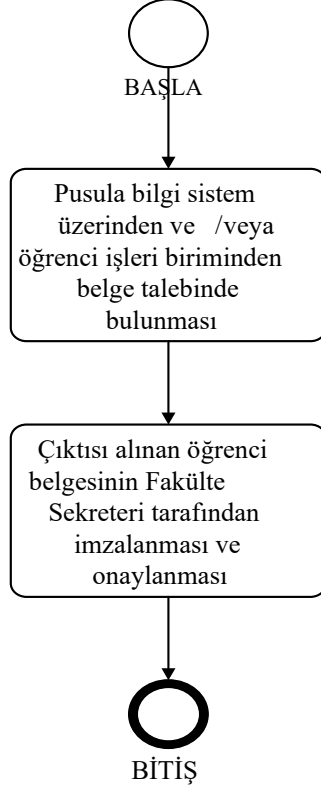 BAŞLA
Pusula bilgi sistem
üzerinden ve /veya
öğrenci işleri biriminden
belge talebinde
bulunması
Çıktısı alınan öğrenci
belgesinin Fakülte
Sekreteri tarafından
imzalanması ve
onaylanması
BİTİŞ